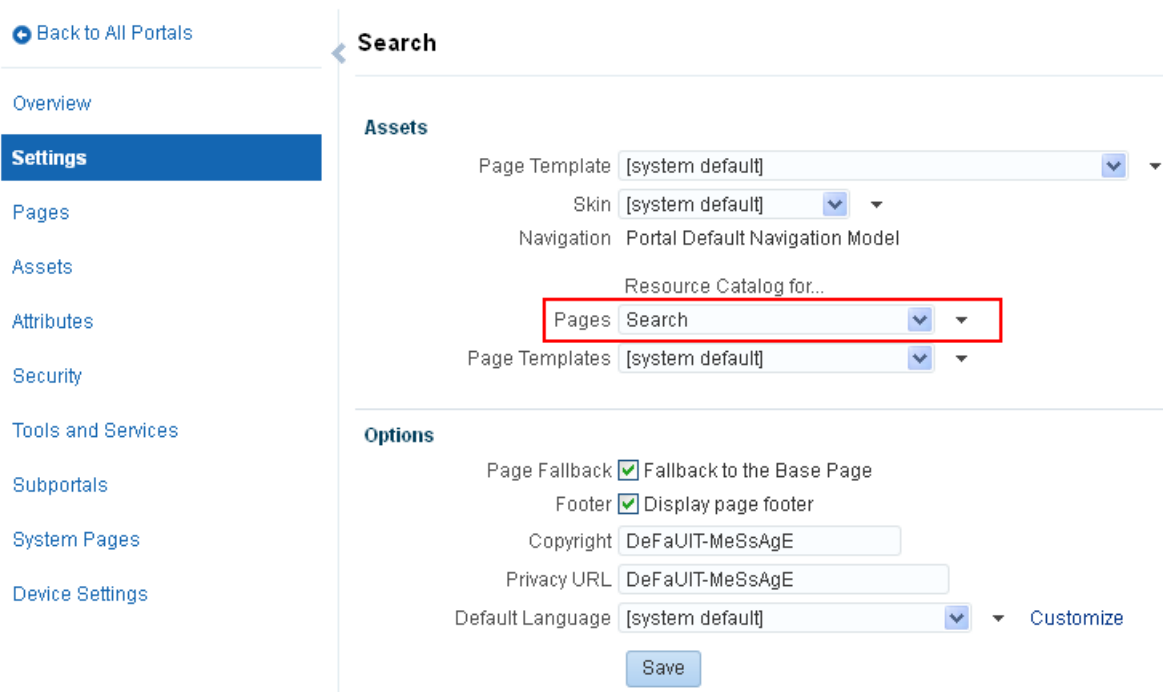 Back to All Portals
Overview
Settings
Pages
Assets
Attributes
Security
Tools and Services
Subportals
System Pages
Device Settings
Search
Assets
Page Template [system default]
Skin [system default]
Navigation Portal Default Navigation Model
Resource Catalog for...
Pages Search
Page Templates [system default]
Options
Page Fallback Fallback to the Base Page
Footer Display page footer
Copyright DeFaUlT-MeSsAgE
Privacy URL DeFaUlT-MeSsAgE
Default Language [system default] Customize
Save